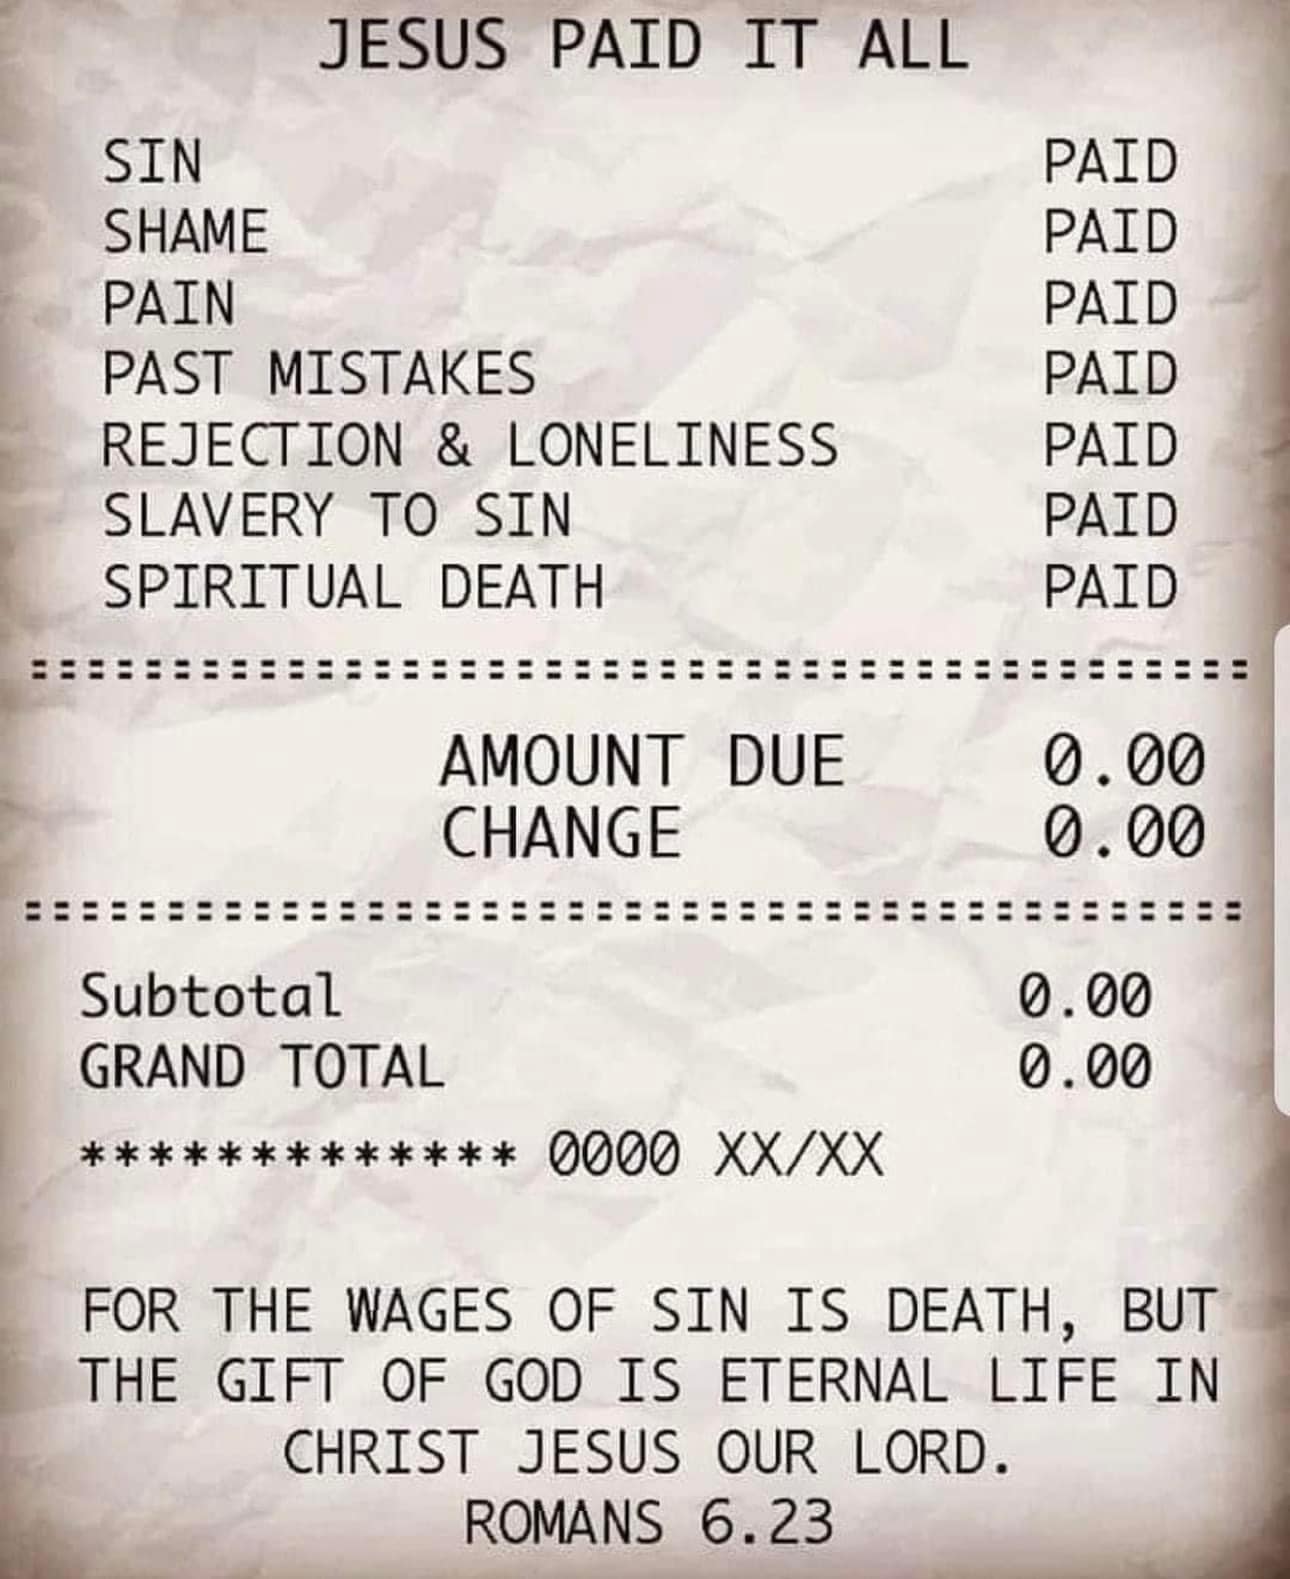 JESUS PAID IT ALL
SIN PAID
SHAME PAID
PAIN PAID
PAST MISTAKES PAID
REJECTION & LONELINESS PAID
SLAVERY TO SIN PAID
SPIRITUAL DEATH PAID
===========================================
AMOUNT DUE 0.00
CHANGE 0.00
===========================================
Subtotal 0.00
GRAND TOTAL 0.00
************* 0000 XX/XX
FOR THE WAGES OF SIN IS DEATH, BUT
THE GIFT OF GOD IS ETERNAL LIFE IN
CHRIST JESUS OUR LORD.
ROMANS 6.23